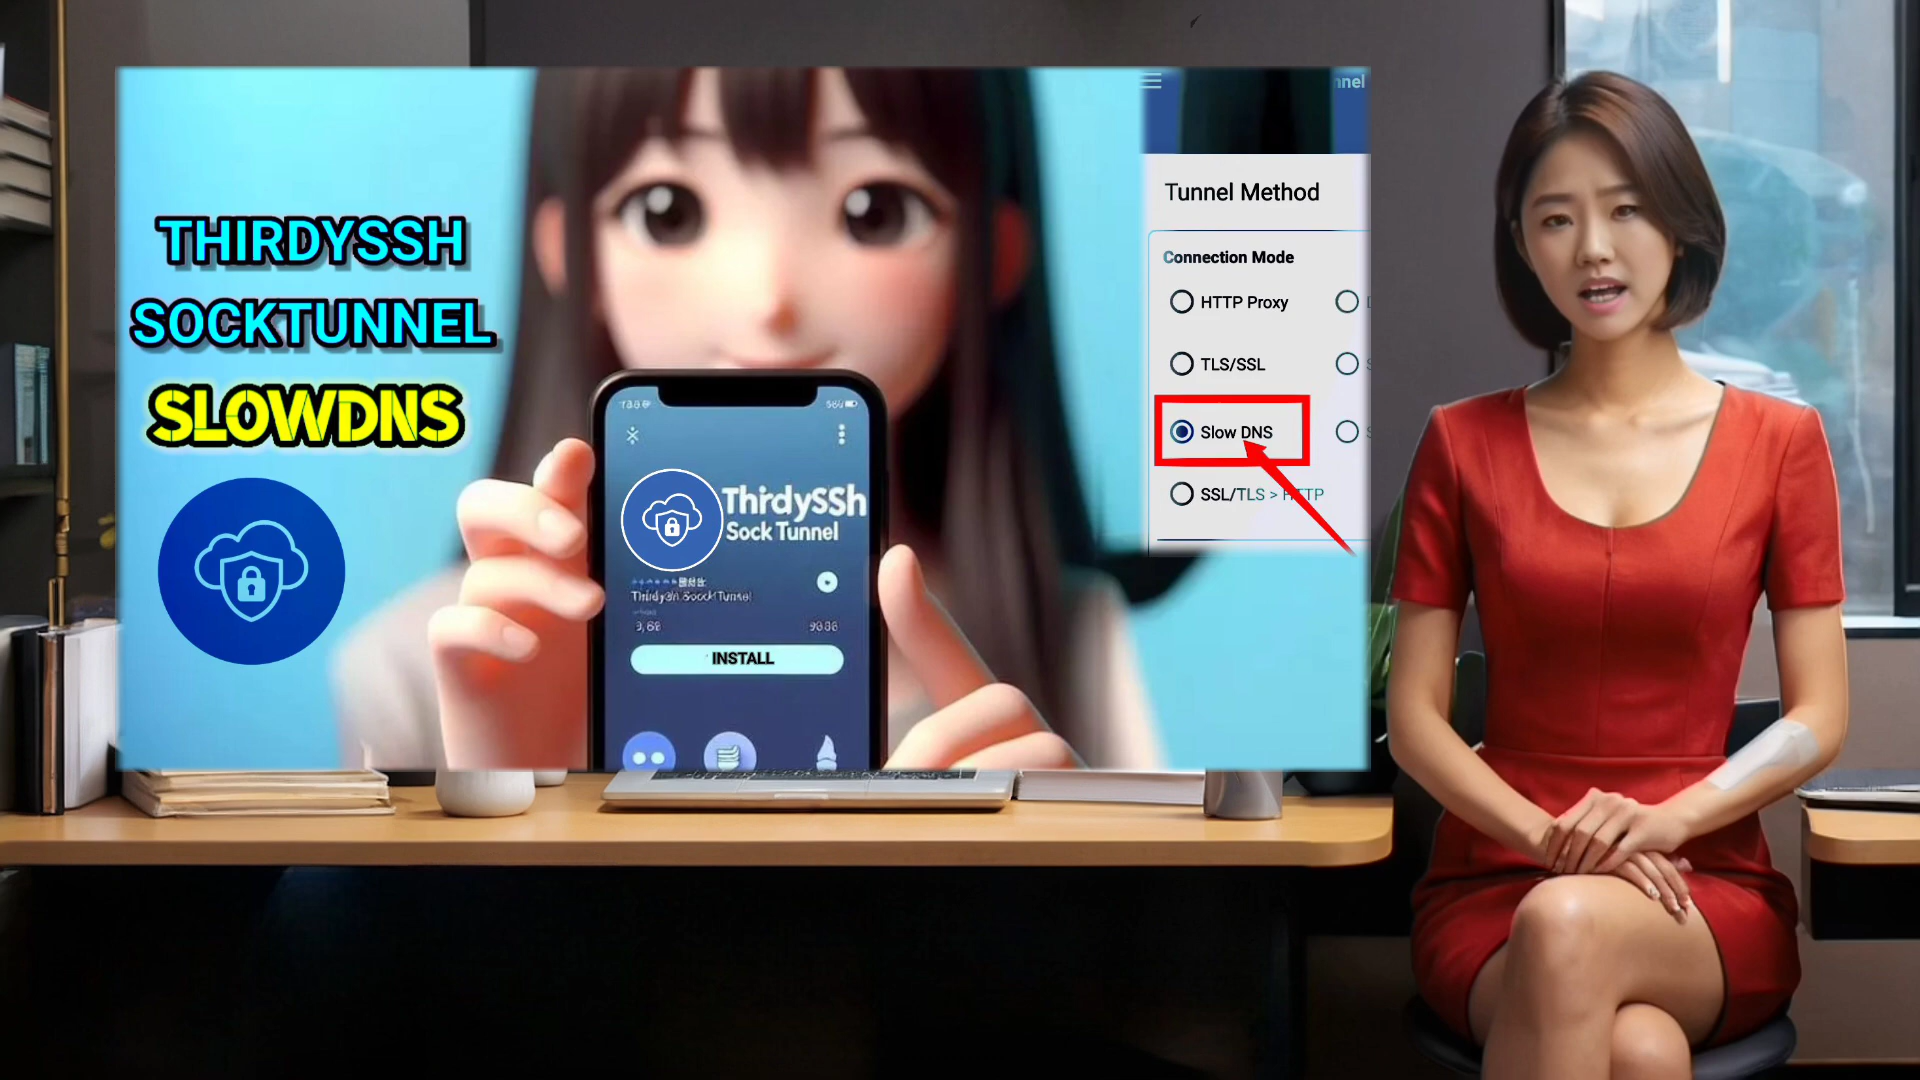 THIRDYSSH
SOCKTUNNEL
SLOWDNS
ThirdySSh
Sock Tunnel
INSTALL
nnel
Tunnel Method
Connection Mode
HTTP Proxy
TLS/SSL
Slow DNS
SSL/TLS > HTTP